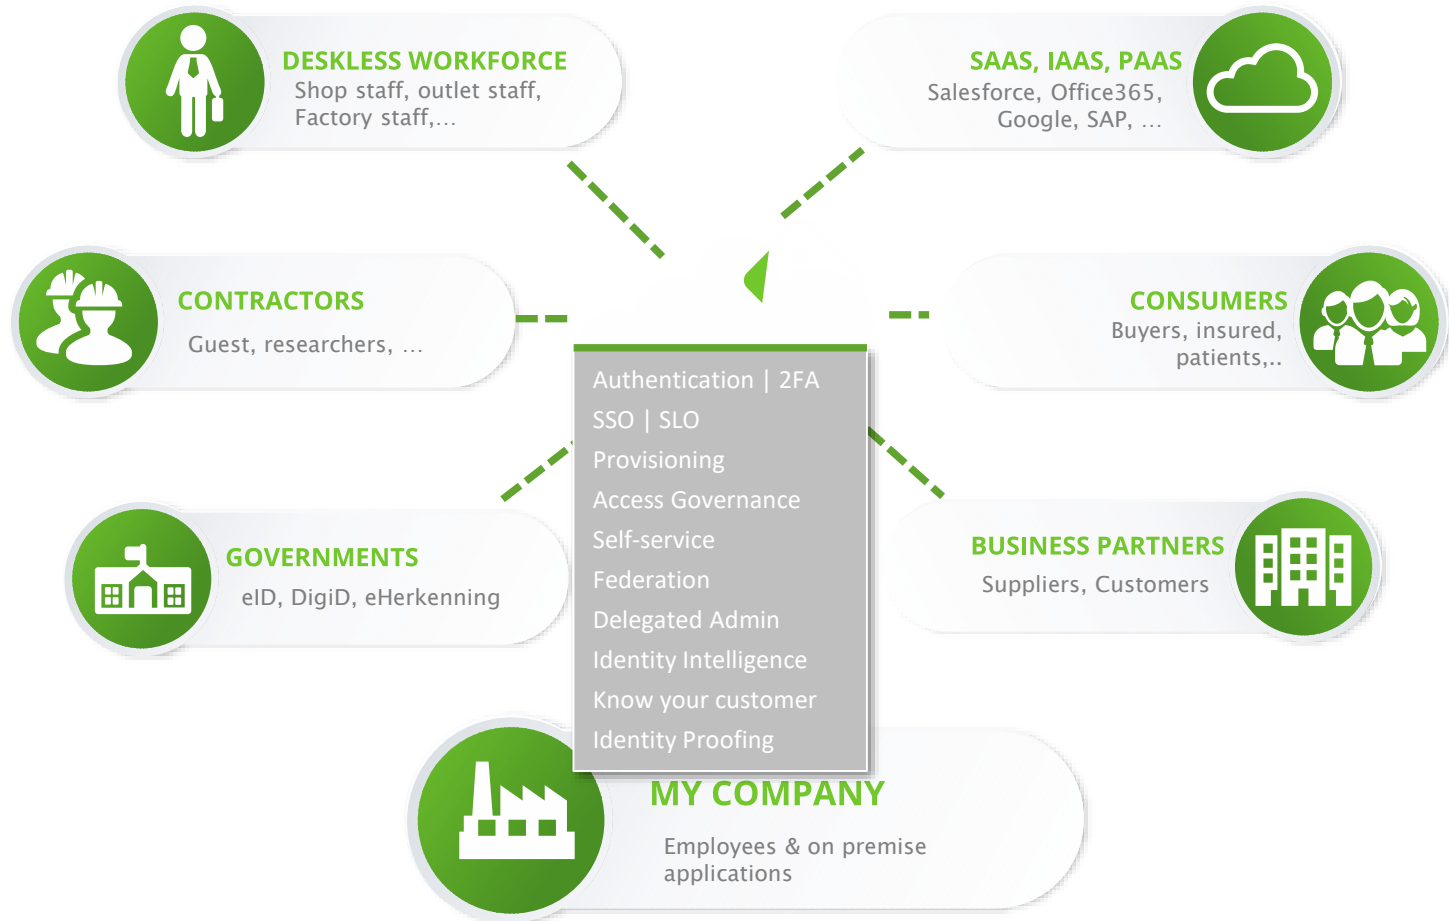 DESKLESS WORKFORCE
Shop staff, outlet staff,
Factory staff,...
SAAS, IAAS, PAAS
Salesforce, Office365,
Google, SAP, ...
CONTRACTORS
Guest, researchers, ...
CONSUMERS
Buyers, insured,
patients,..
Authentication | 2FA
SSO | SLO
Provisioning
Access Governance
Self-service
Federation
Delegated Admin
Identity Intelligence
Know your customer
Identity Proofing
GOVERNMENTS
eID, DigiD, eHerkenning
BUSINESS PARTNERS
Suppliers, Customers
MY COMPANY
Employees & on premise
applications